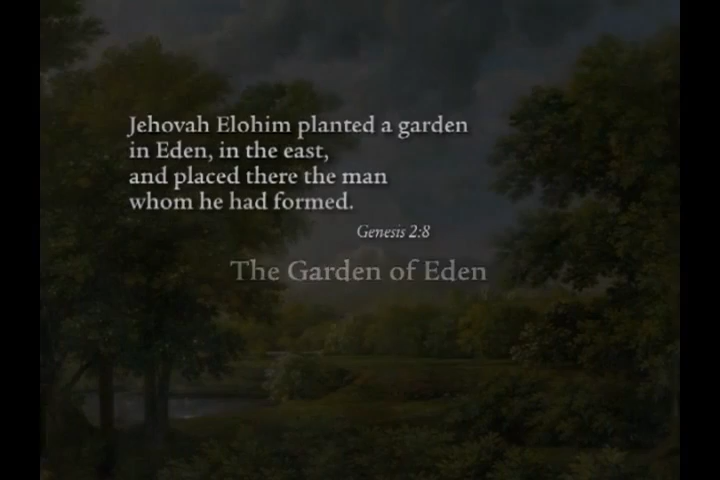 Jehovah Elohim planted a garden
in Eden, in the east,
and placed there the man
whom he had formed.
Genesis 2:8
The Garden of Eden